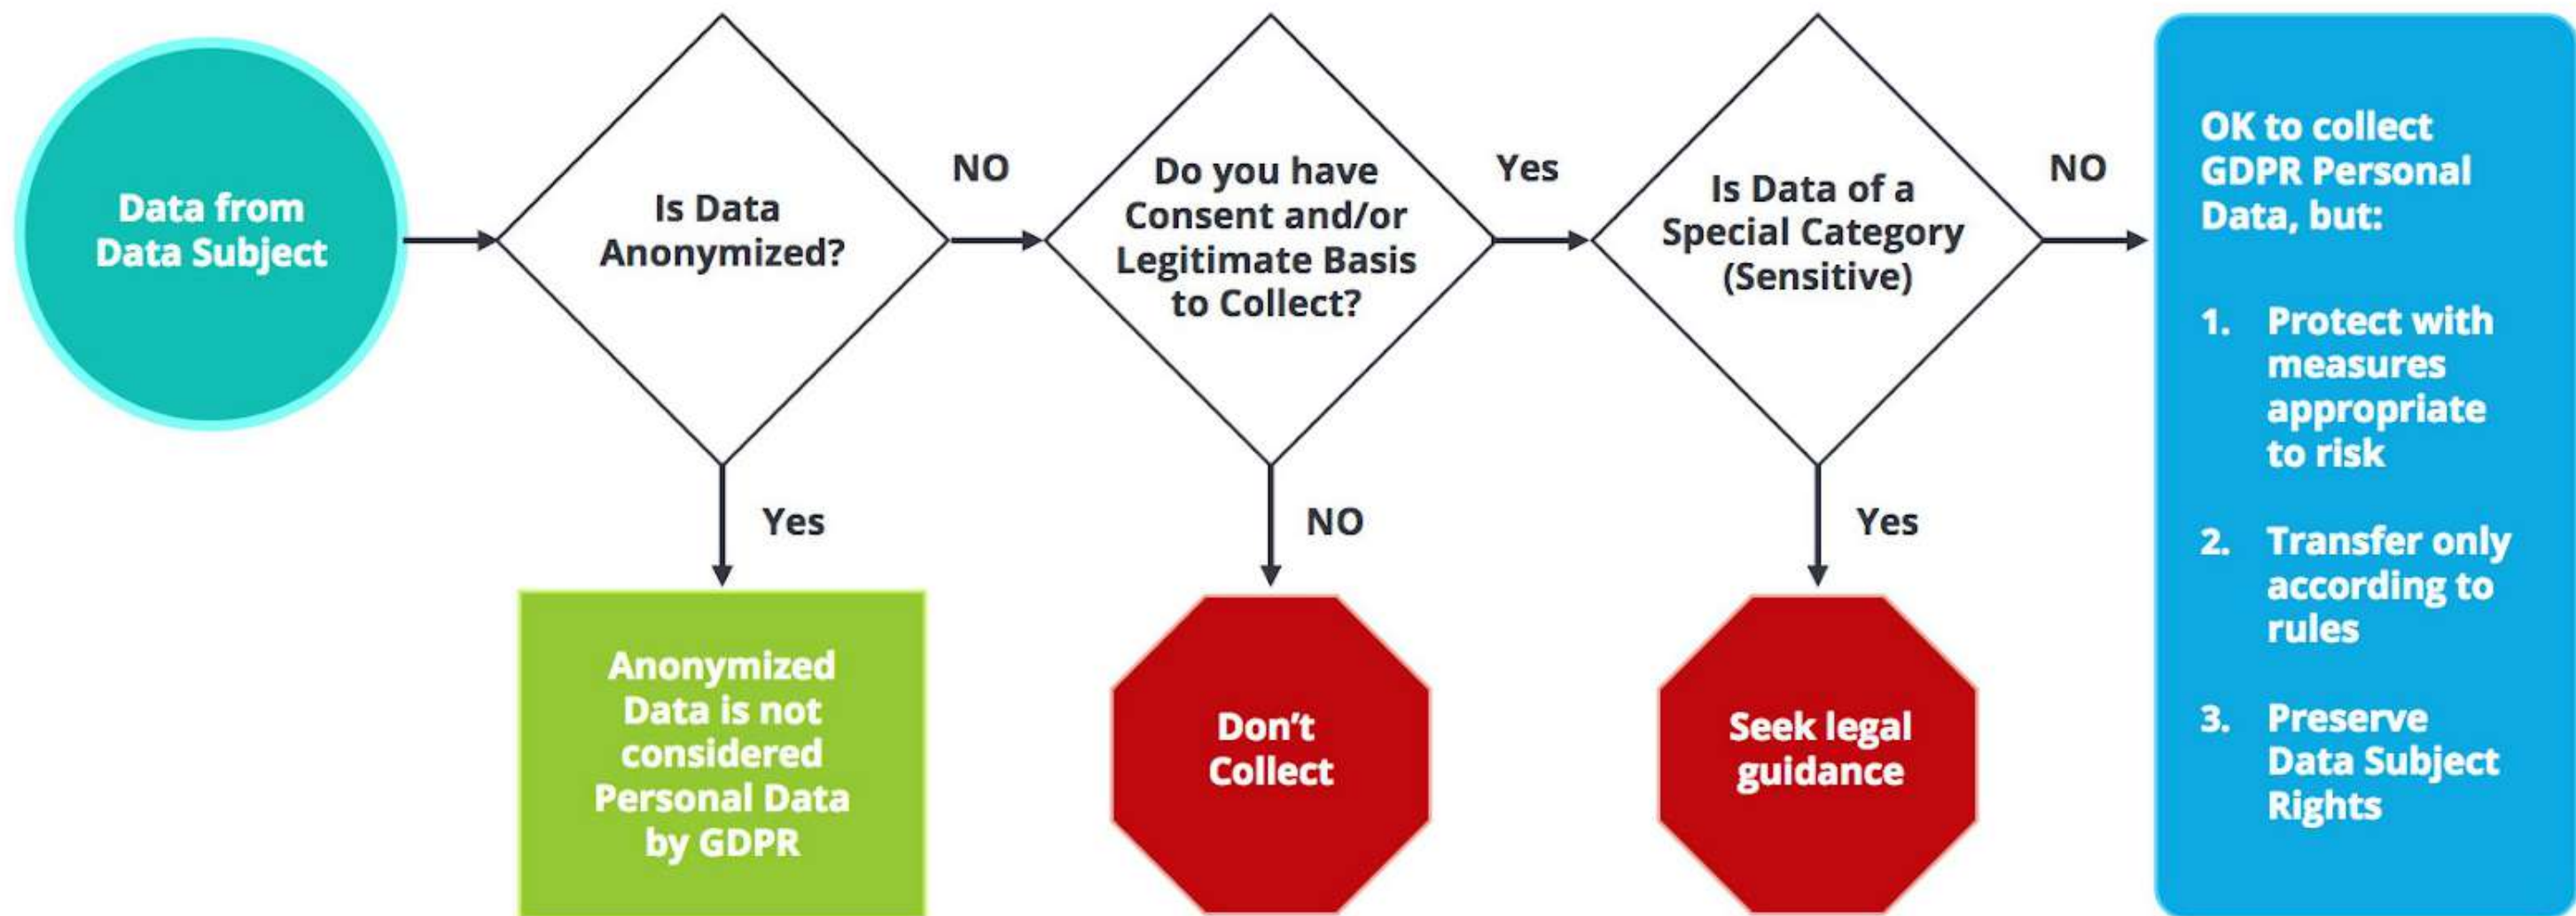 Data from
Data Subject
Is Data
Anonymized?
NO
Yes
Anonymized
Data is not
considered
Personal Data
by GDPR
Do you have
Consent and/or
Legitimate Basis
to Collect?
Yes
NO
Don't
Collect
Is Data of a
Special Category
(Sensitive)
NO
Yes
Seek legal
guidance
OK to collect
GDPR Personal
Data, but:
1. Protect with
measures
appropriate
to risk
2. Transfer only
according to
rules
3. Preserve
Data Subject
Rights